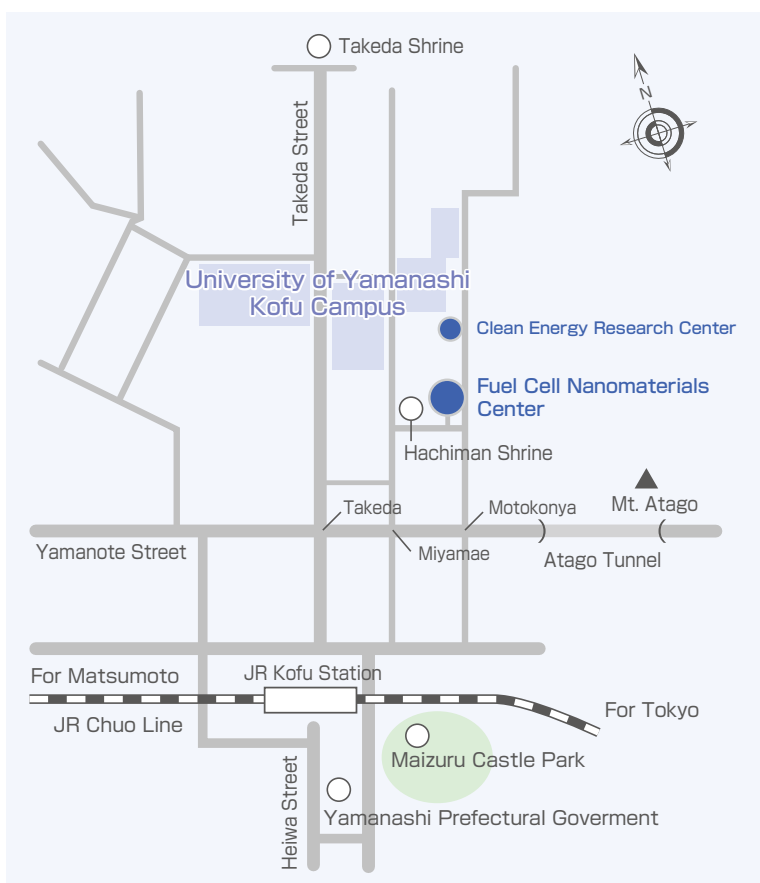 Takeda Shrine
N
Takeda Street
University of Yamanashi
Kofu Campus
Clean Energy Research Center
Fuel Cell Nanomaterials
Center
Hachiman Shrine
Takeda
Motokonya
Mt. Atago
Yamanote Street
Miyamae
Atago Tunnel
For Matsumoto
JR Kofu Station
For Tokyo
JR Chuo Line
Maizuru Castle Park
Heiwa Street
Yamanashi Prefectural Goverment